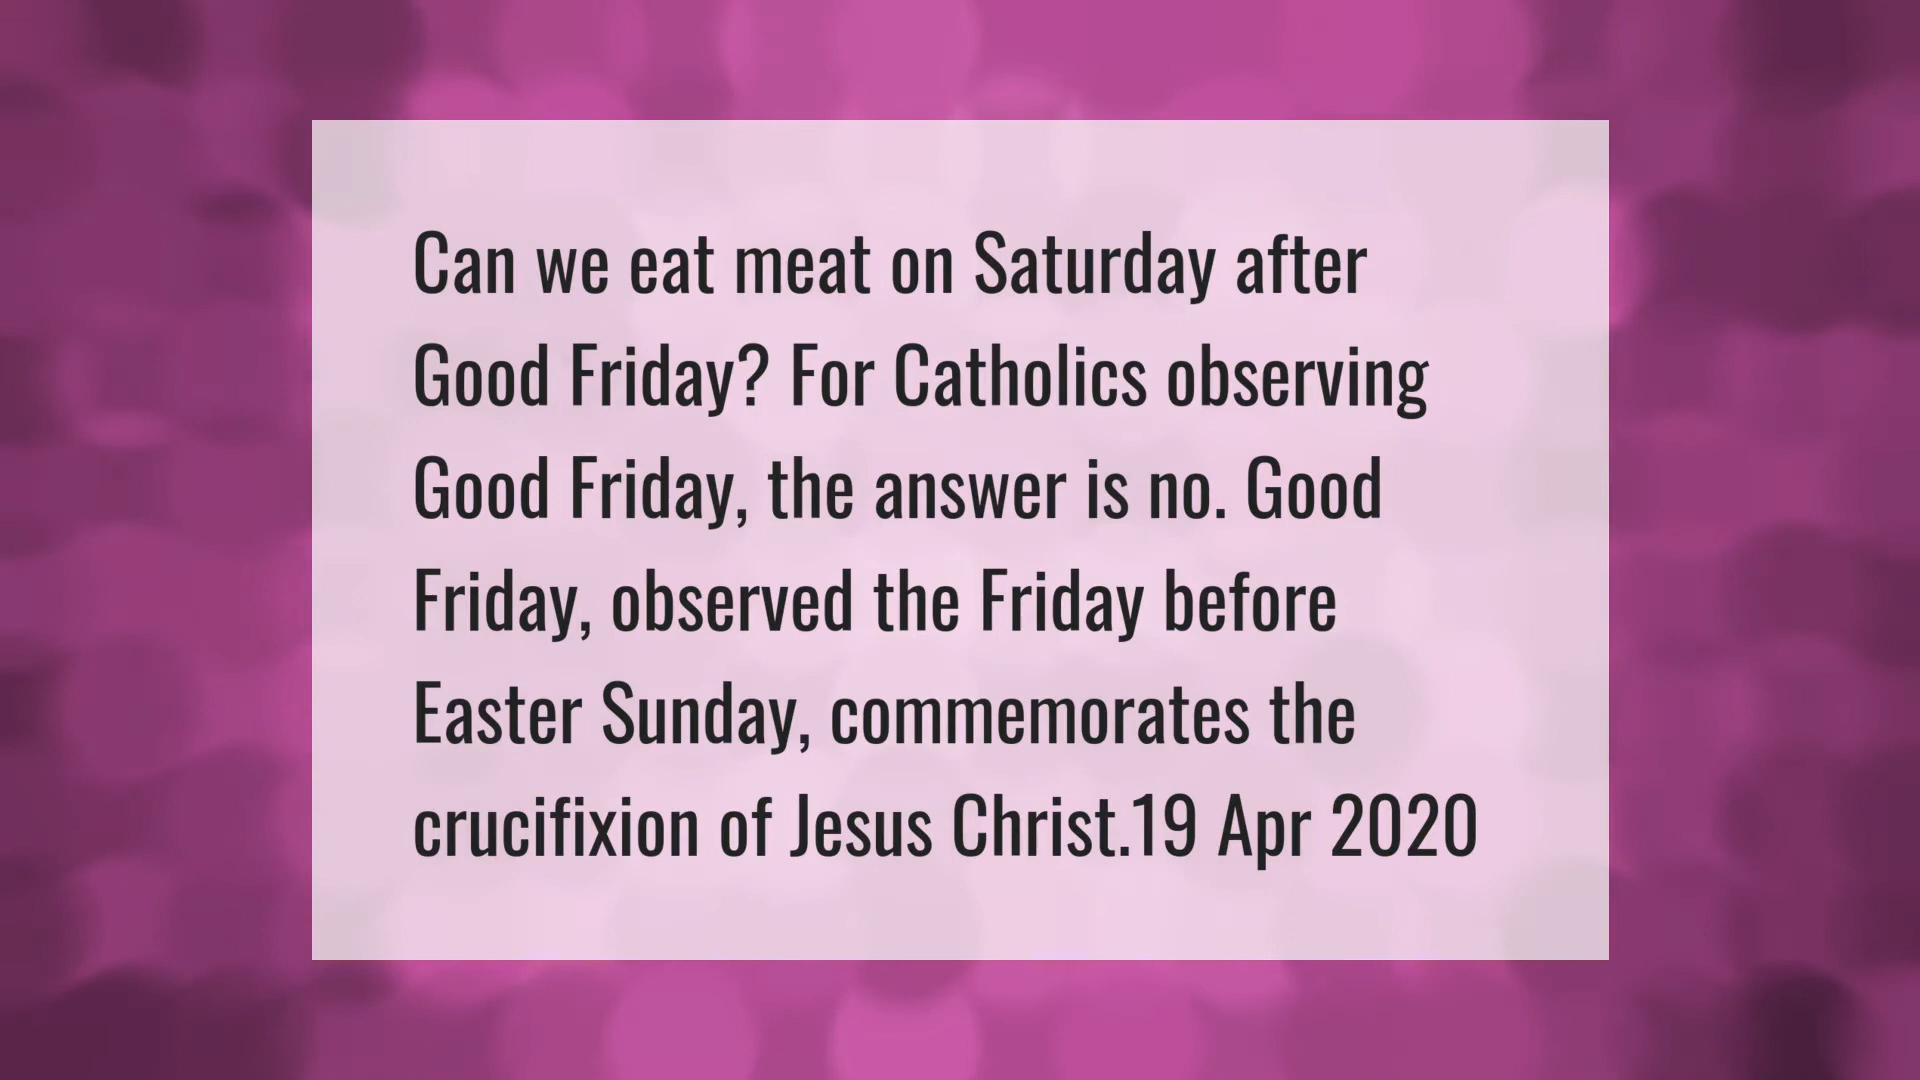 Can we eat meat on Saturday after
Good Friday? For Catholics observing
Good Friday, the answer is no. Good
Friday, observed the Friday before
Easter Sunday, commemorates the
crucifixion of Jesus Christ.19 Apr 2020